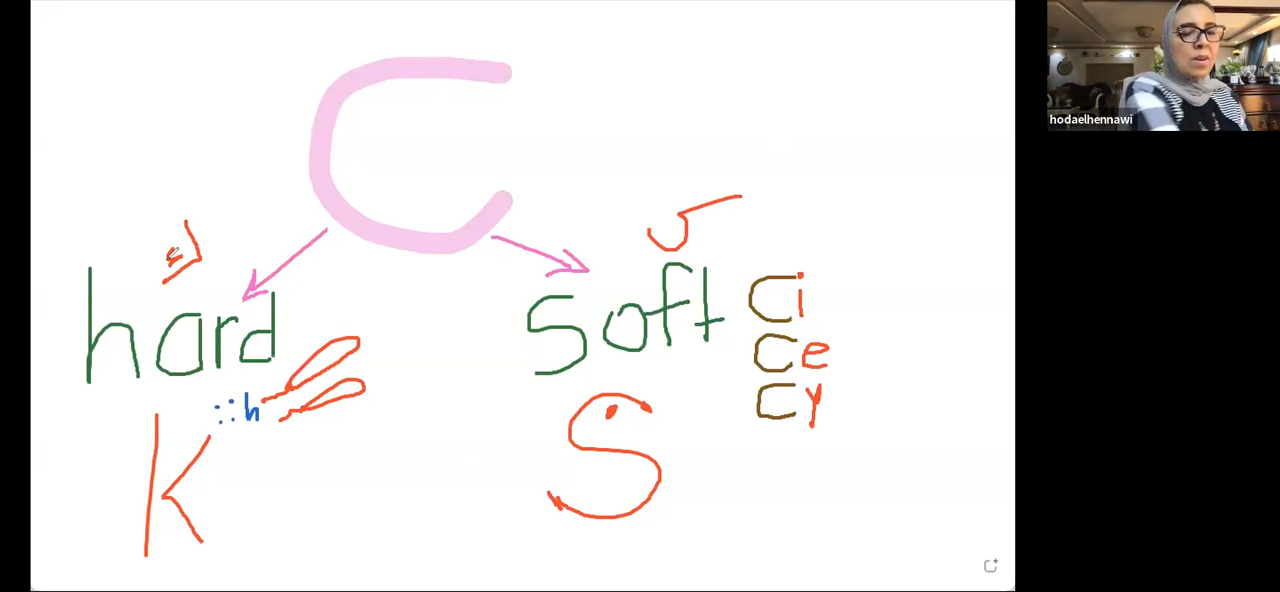 C
hodaelhennawi
ك س
hard soft Ci
Ce
Cy
::h
K S